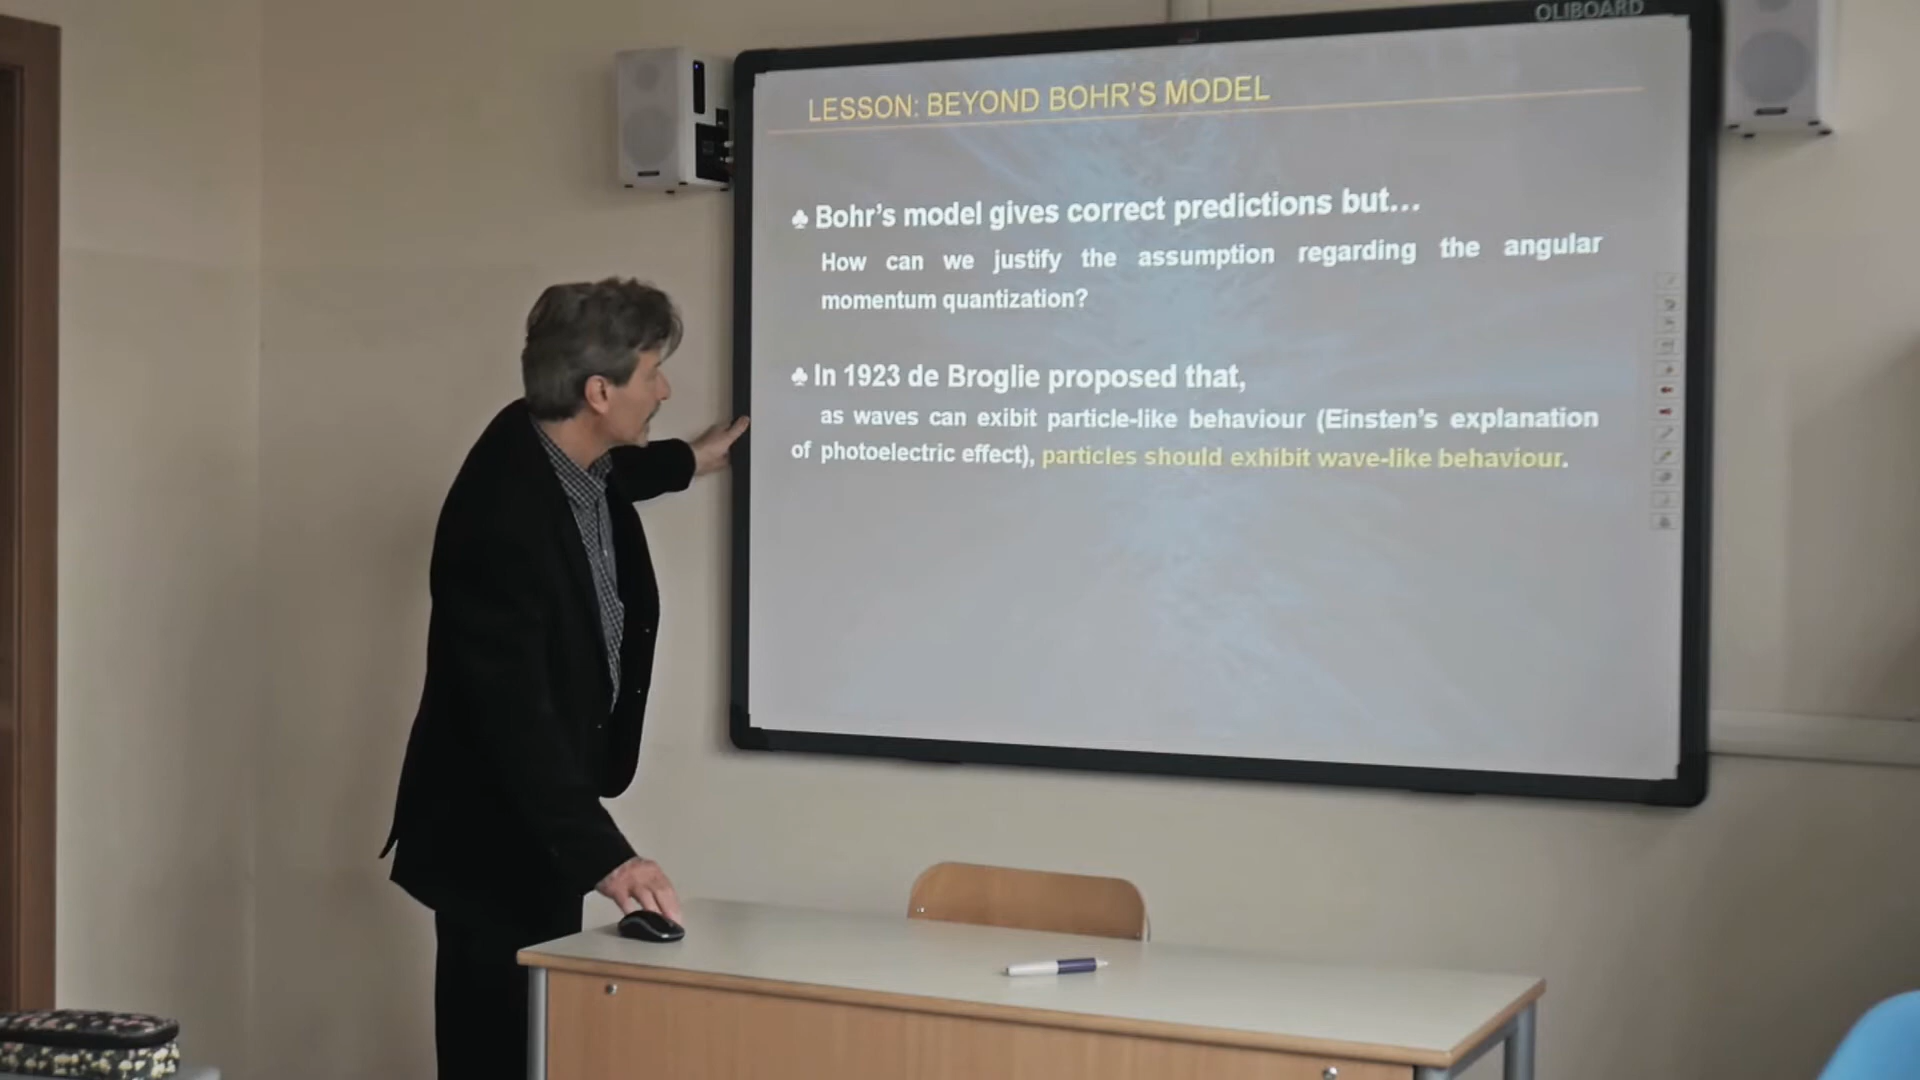 OLIBOARD
LESSON: BEYOND BOHR'S MODEL
♣ Bohr's model gives correct predictions but...
How can we justify the assumption regarding the angular
momentum quantization?
♣ In 1923 de Broglie proposed that,
as waves can exibit particle-like behaviour (Einsten's explanation
of photoelectric effect), particles should exhibit wave-like behaviour.